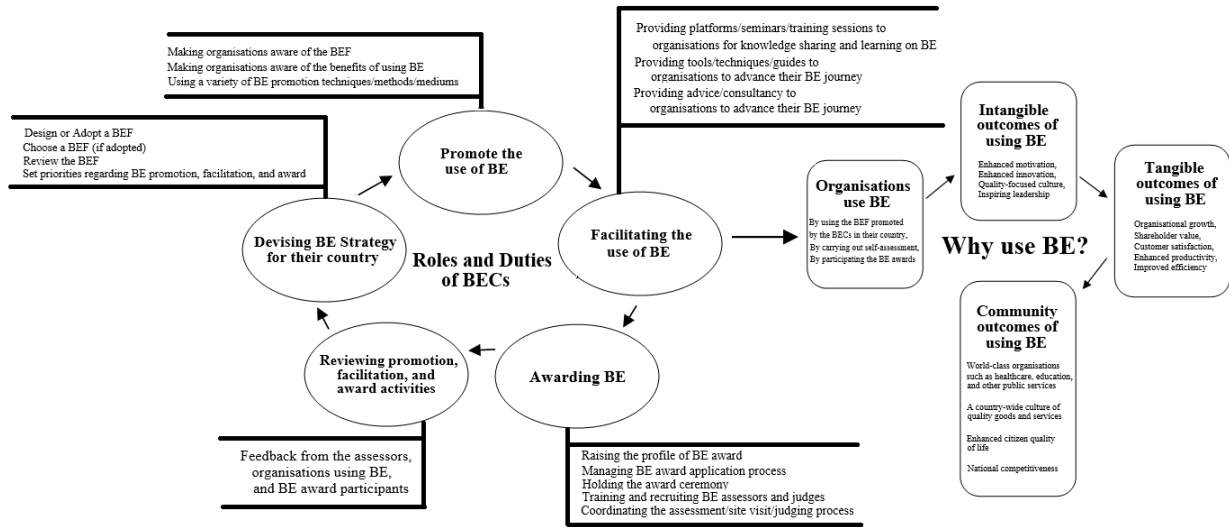 Making organisations aware of the BEF
Making organisations aware of the benefits of using BE
Using a variety of BE promotion techniques/methods/mediums
Providing platforms/seminars/training sessions to
organisations for knowledge sharing and learning on BE
Providing tools/techniques/guides to
organisations to advance their BE journey
Providing advice/consultancy to
organisations to advance their BE journey
Design or Adopt a BEF
Choose a BEF (if adopted)
Review the BEF
Set priorities regarding BE promotion, facilitation, and award
Promote the
use of BE
Devising BE Strategy
for their country
Roles and Duties
of BECs
Facilitating the
use of BE
Reviewing promotion,
facilitation, and
award activities
Awarding BE
Feedback from the assessors,
organisations using BE,
and BE award participants
Raising the profile of BE award
Managing BE award application process
Holding the award ceremony
Training and recruiting BE assessors and judges
Coordinating the assessment/site visit/judging process
Organisations
use BE
By using the BEF promoted
by the BECs in their country,
By carrying out self-assessment,
By participating the BE awards
Intangible
outcomes of
using BE
Enhanced motivation,
Enhanced innovation,
Quality-focused culture,
Inspiring leadership
Why use BE?
Tangible
outcomes of
using BE
Organisational growth,
Shareholder value,
Customer satisfaction,
Enhanced productivity,
Improved efficiency
Community
outcomes of
using BE
World-class organisations
such as healthcare, education,
and other public services
A country-wide culture of
quality goods and services
Enhanced citizen quality
of life
National competitiveness